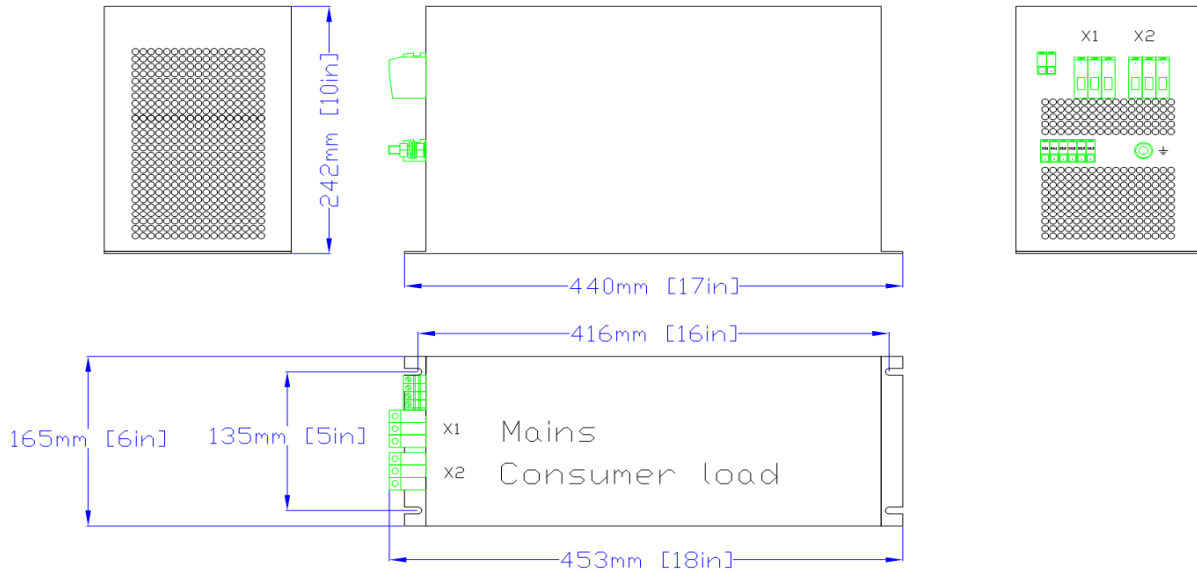 X1 X2
242mm [10in]
440mm [17in]
416mm [16in]
165mm [6in]
135mm [5in]
X1 Mains
X2 Consumer load
453mm [18in]